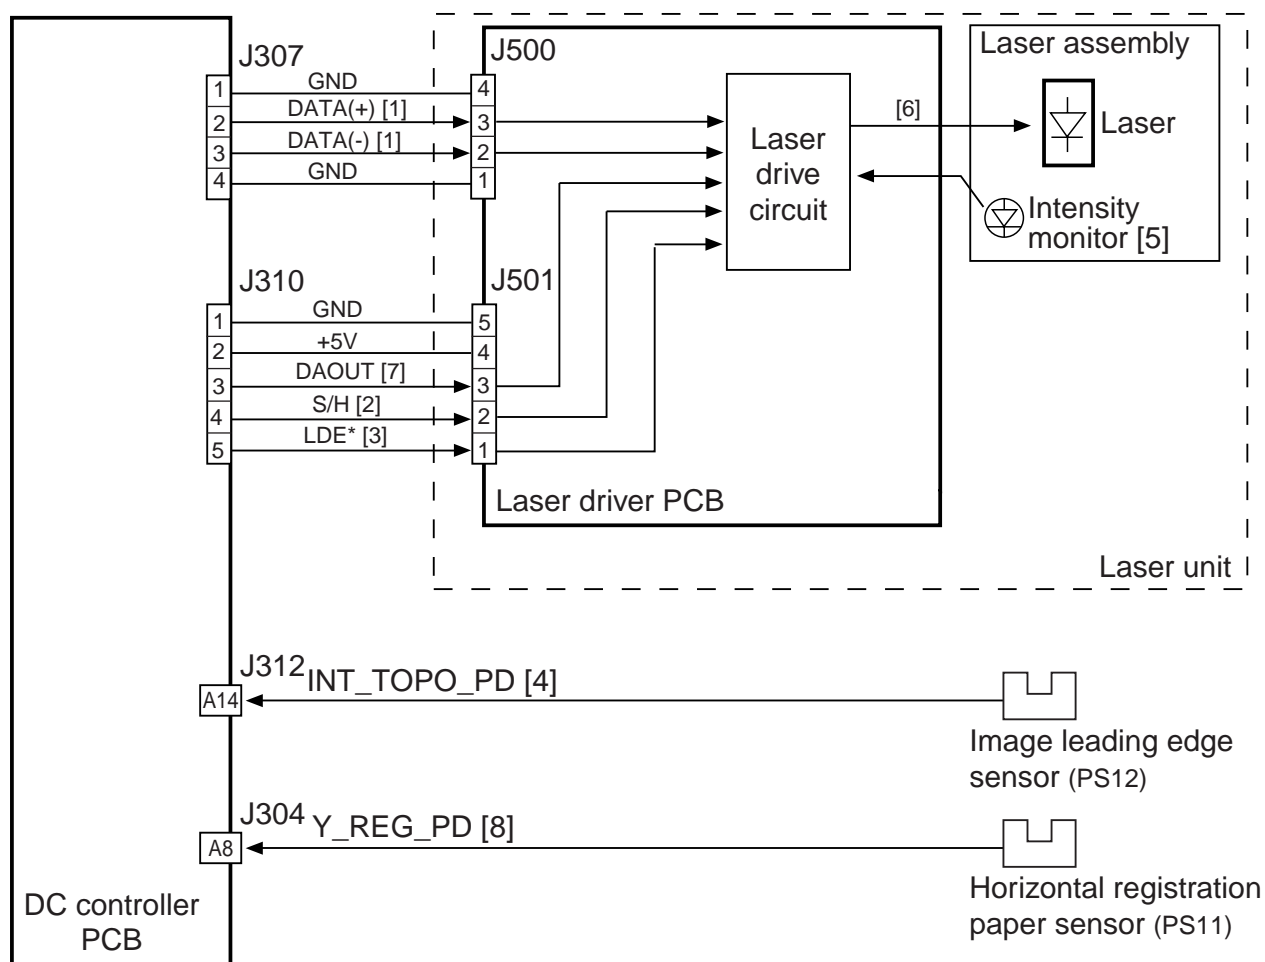 J307
J500
Laser assembly
1
GND
4
2
DATA(+) [1]
3
3
DATA(-) [1]
2
4
GND
1
Laser
drive
circuit
[6]
Laser
Intensity
monitor [5]
J310
J501
1
GND
5
2
+5V
4
3
DAOUT [7]
3
4
S/H [2]
2
5
LDE* [3]
1
Laser driver PCB
Laser unit
J312
INT_TOPO_PD [4]
A14
Image leading edge
sensor (PS12)
J304
Y_REG_PD [8]
A8
Horizontal registration
paper sensor (PS11)
DC controller
PCB